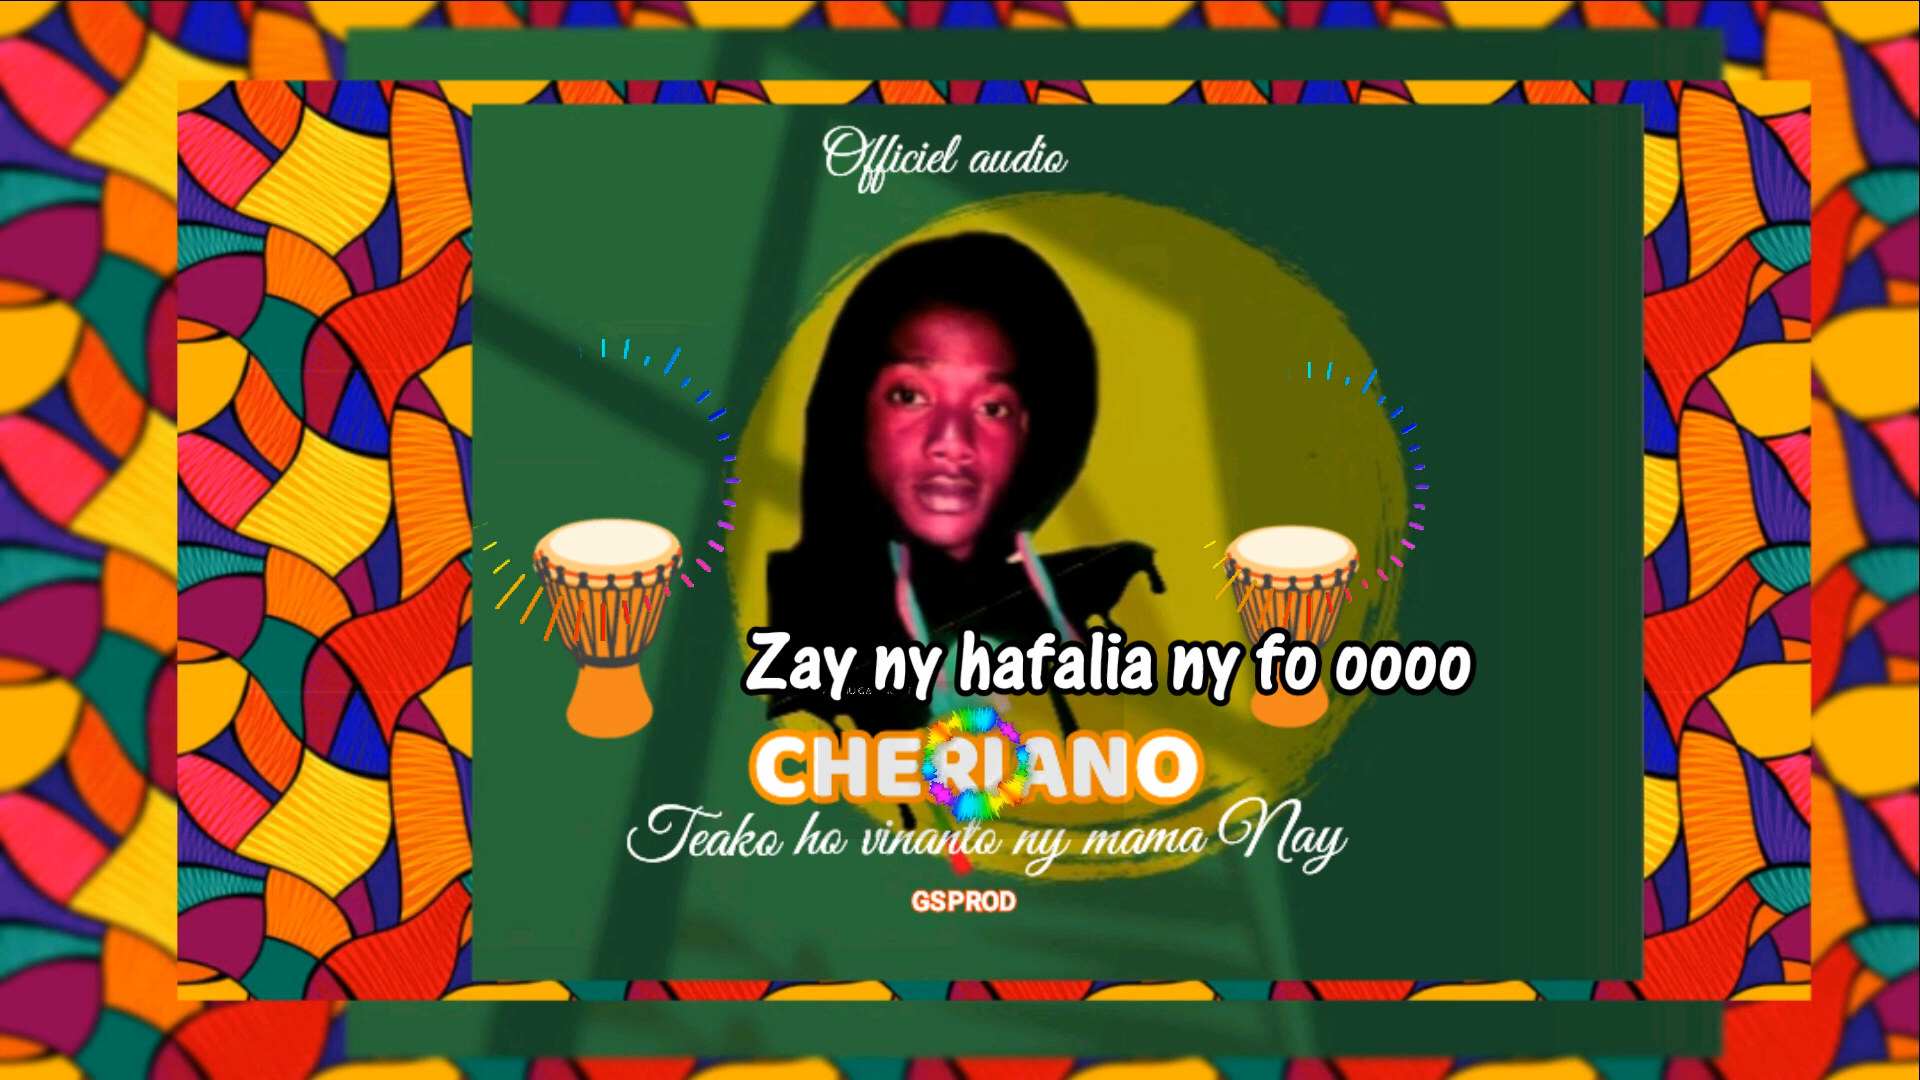 Officiel audio
Zay ny hafalia ny fo oooo
CHERIANO
Teako ho vinanto ny mama Nay
GSPROD